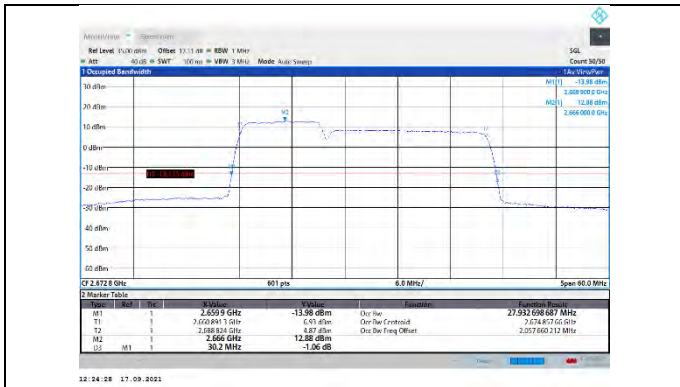 MultiView Spectrum
Ref Level 35.00 dBm Offset 17.11 dB RBW 1 MHz SGL
Att 40 dB SWT 100 ms VBW 3 MHz Mode Auto Sweep Count 50/50
1 Occupied Bandwidth 1Av ViewPwr
M1[1] -13.98 dBm
30 dBm
2.659 900 0 GHz
M2[1] 12.88 dBm
20 dBm
2.666 000 0 GHz
M2
10 dBm
0 dBm
-10 dBm
-20 dBm
-30 dBm
-40 dBm
-50 dBm
-60 dBm
CF 2.6728 GHz 601 pts 6.0 MHz/ Span 60.0 MHz
2 Marker Table
Type Ref Trc X-Value Y-Value Function Function Result
M1 1 2.6599 GHz -13.98 dBm Occ Bw 27.932 698 687 MHz
T1 1 2.660 891 3 GHz 6.93 dBm Occ Bw Centroid 2.674 857 66 GHz
T2 1 2.688 824 GHz 4.87 dBm Occ Bw Freq Offset 2.057 660 212 MHz
M2 1 2.666 GHz 12.88 dBm
D3 M1 1 30.2 MHz -1.06 dB
12:24:28 17.09.2021